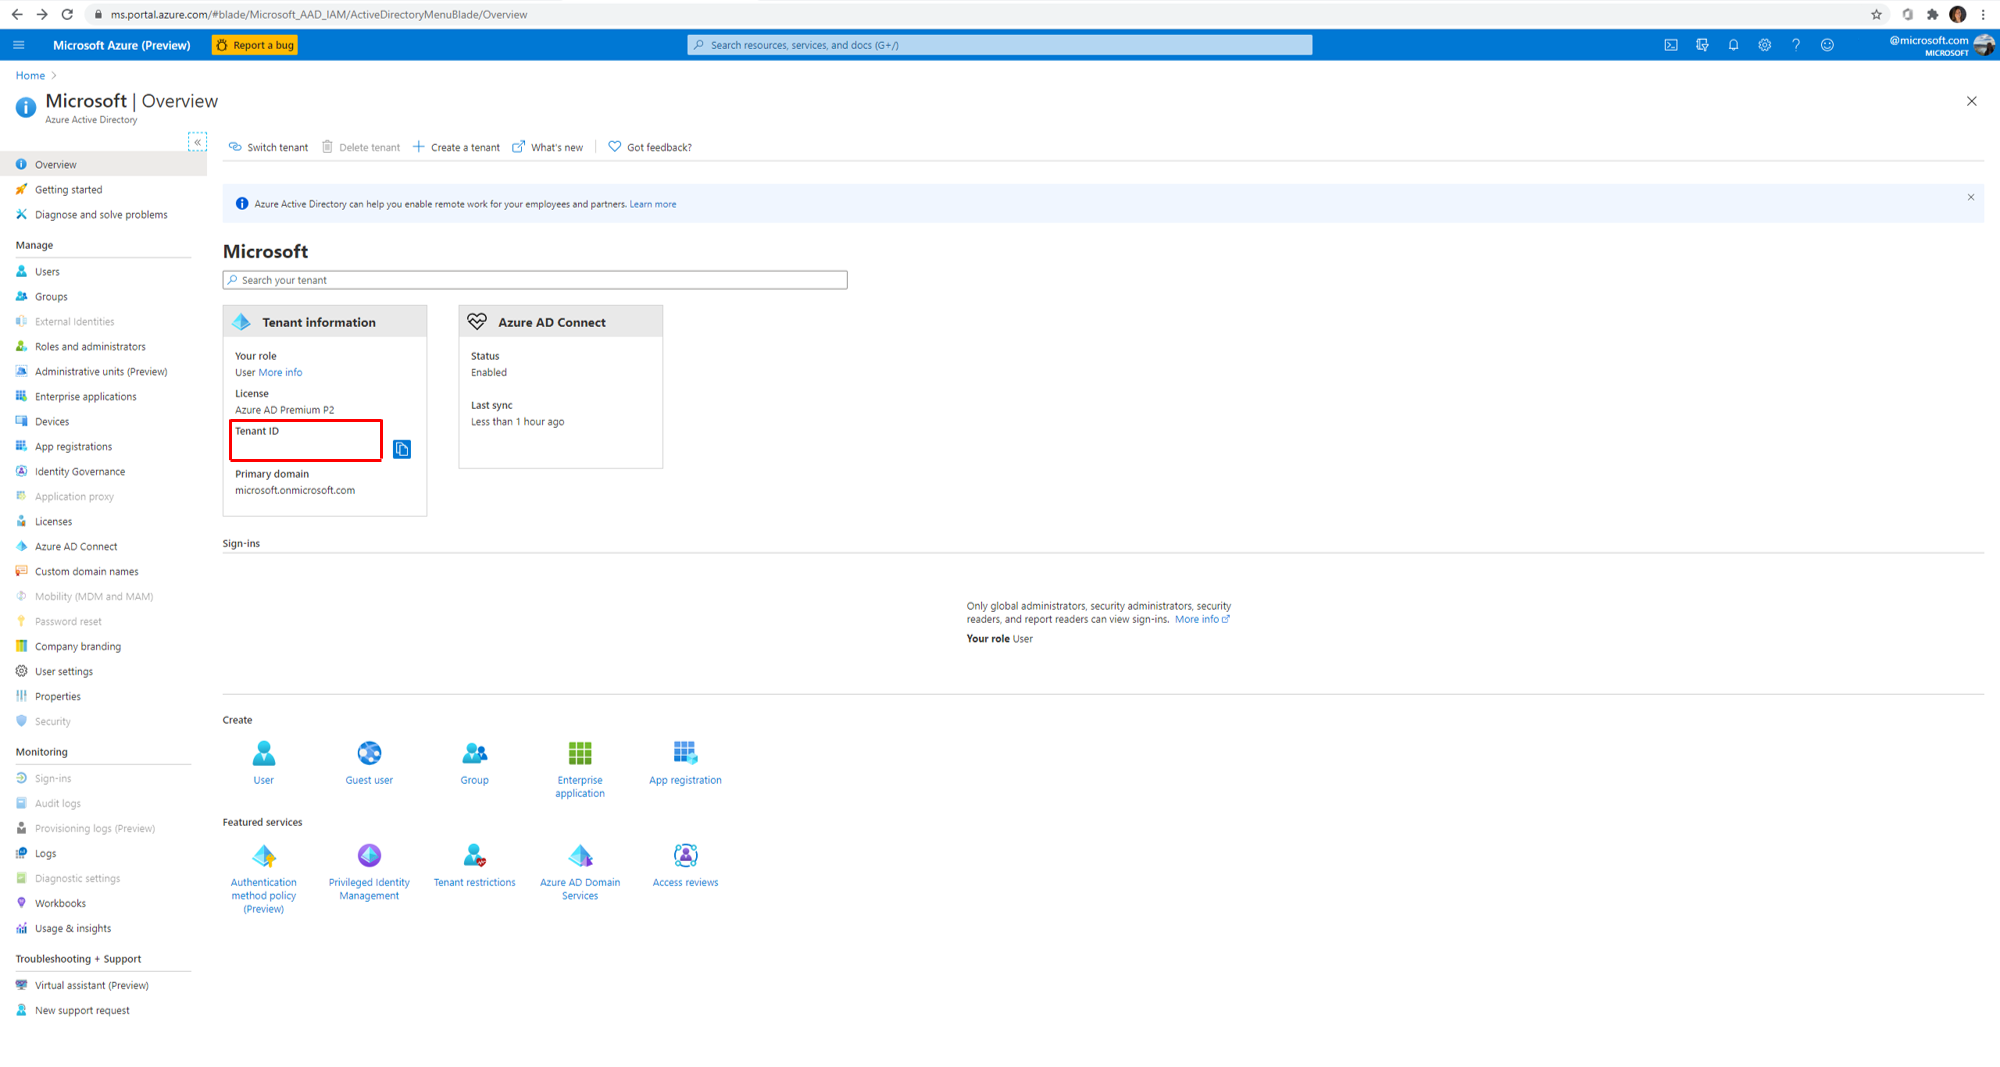 ms.portal.azure.com/#blade/Microsoft_AAD_IAM/ActiveDirectoryMenuBlade/Overview
Microsoft Azure (Preview)
Report a bug
Search resources, services, and docs (G+/)
@microsoft.com
MICROSOFT
Home
Microsoft | Overview
Azure Active Directory
Overview
Getting started
Diagnose and solve problems
Manage
Users
Groups
External Identities
Roles and administrators
Administrative units (Preview)
Enterprise applications
Devices
App registrations
Identity Governance
Application proxy
Licenses
Azure AD Connect
Custom domain names
Mobility (MDM and MAM)
Password reset
Company branding
User settings
Properties
Security
Monitoring
Sign-ins
Audit logs
Provisioning logs (Preview)
Logs
Diagnostic settings
Workbooks
Usage & insights
Troubleshooting + Support
Virtual assistant (Preview)
New support request
Switch tenant
Delete tenant
Create a tenant
What's new
Got feedback?
Azure Active Directory can help you enable remote work for your employees and partners. Learn more
Microsoft
Search your tenant
Tenant information
Your role
User More info
License
Azure AD Premium P2
Tenant ID
Primary domain
microsoft.onmicrosoft.com
Azure AD Connect
Status
Enabled
Last sync
Less than 1 hour ago
Sign-ins
Only global administrators, security administrators, security
readers, and report readers can view sign-ins. More info
Your role User
Create
User
Guest user
Group
Enterprise
application
App registration
Featured services
Authentication
method policy
(Preview)
Privileged Identity
Management
Tenant restrictions
Azure AD Domain
Services
Access reviews